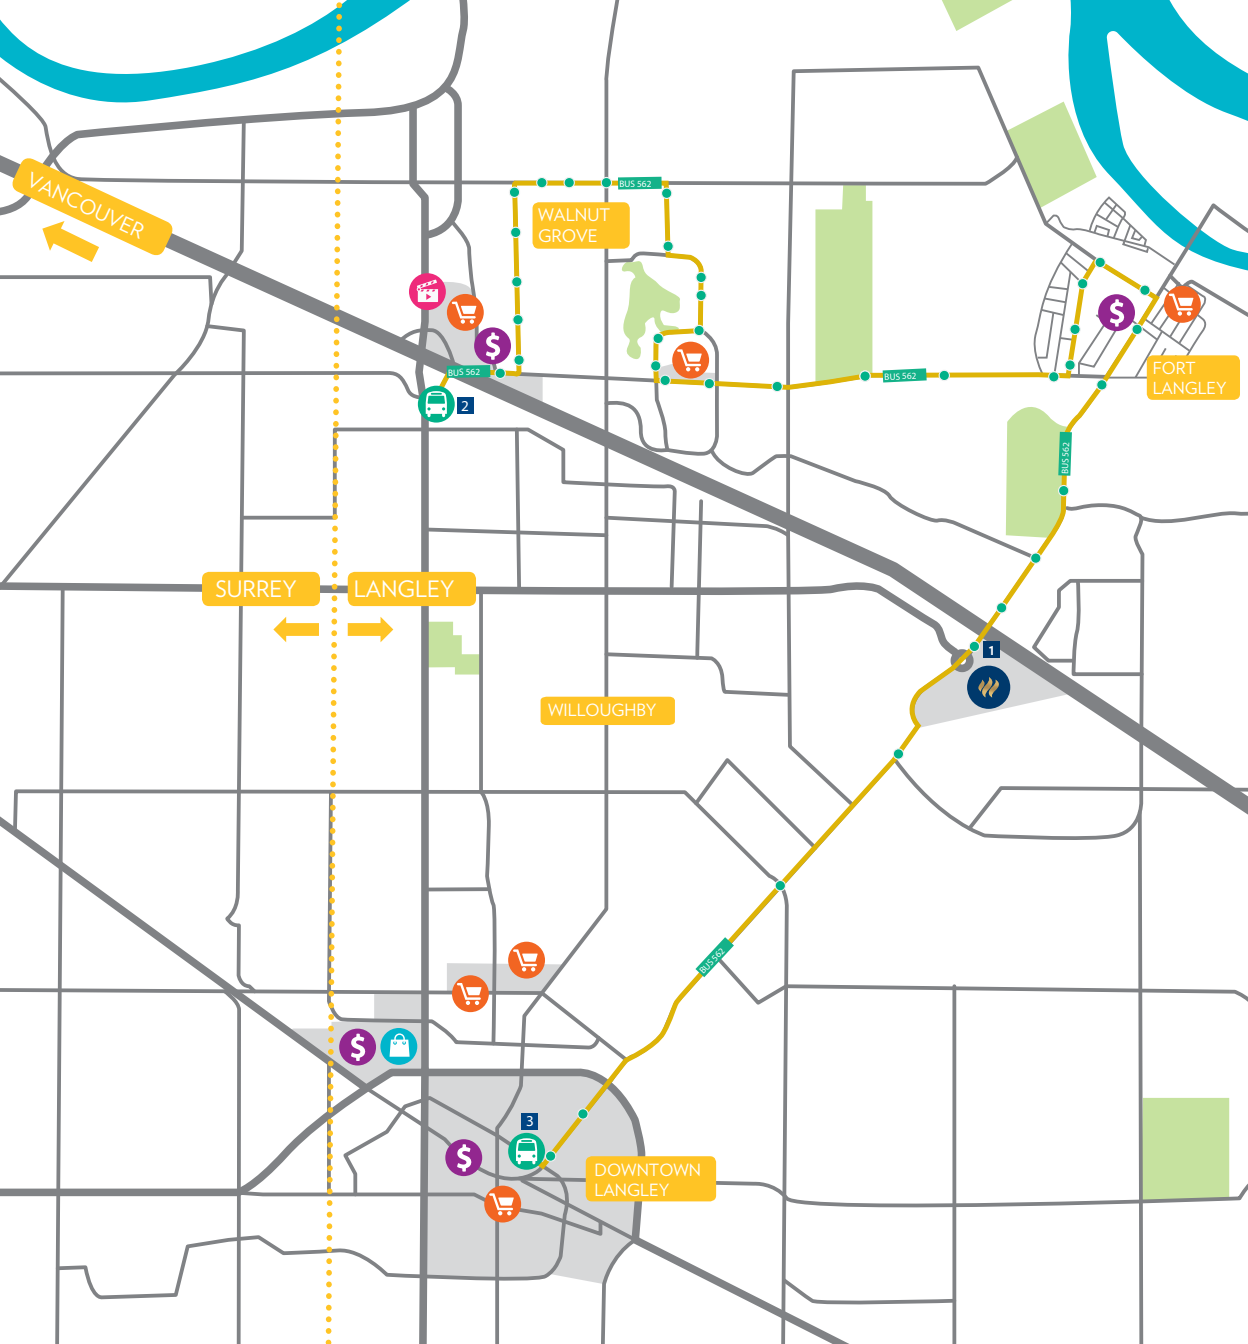 VANCOUVER
BUS 562
WALNUT
GROVE
$
$
BUS 562
BUS 562
FORT
LANGLEY
2
BUS 562
SURREY
LANGLEY
1
WILLOUGHBY
BUS 562
$
3
$
DOWNTOWN
LANGLEY